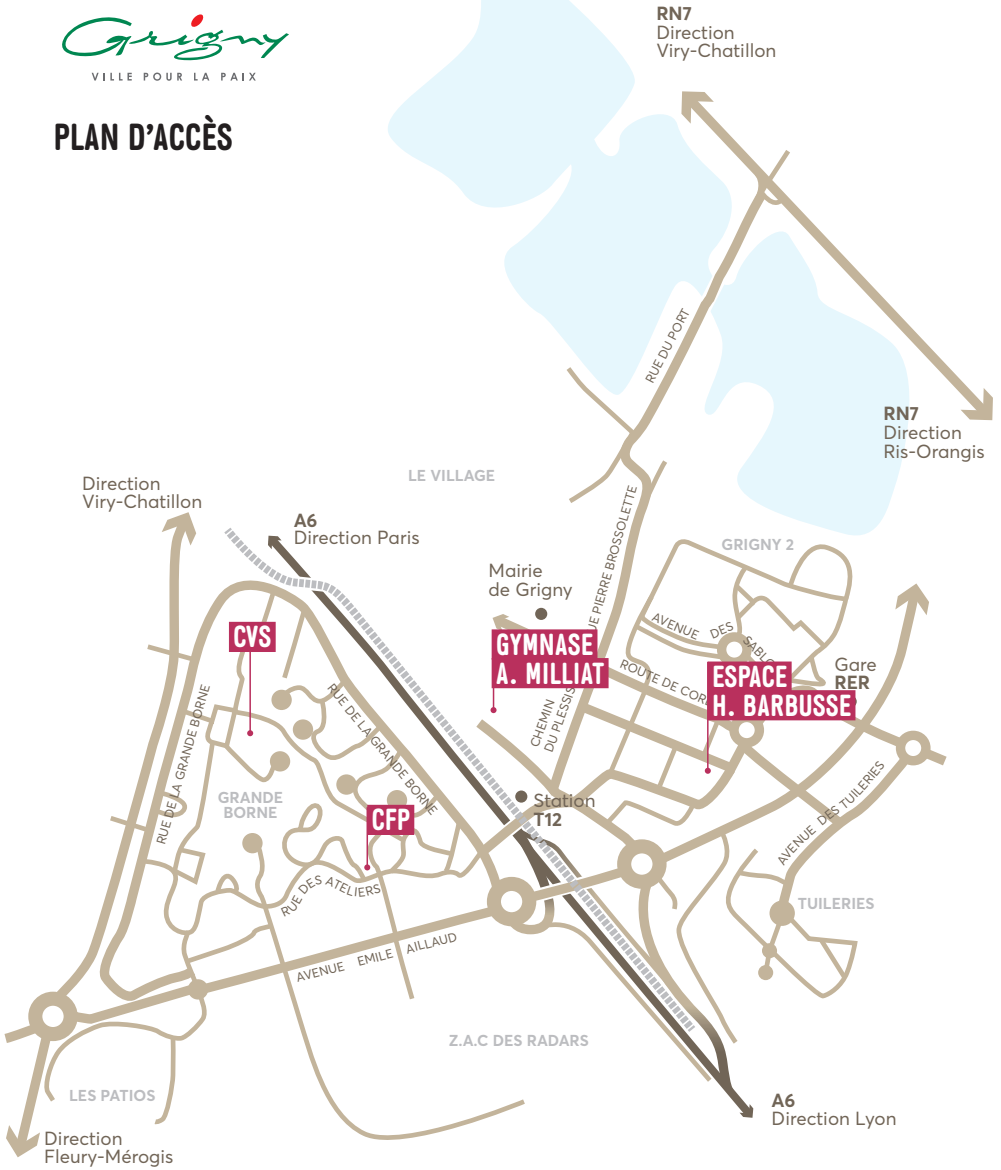 Grigny
VILLE POUR LA PAIX
PLAN D'ACCÈS
RN7
Direction
Viry-Chatillon
RUE DU PORT
RN7
Direction
Ris-Orangis
LE VILLAGE
Direction
Viry-Chatillon
A6
Direction Paris
GRIGNY 2
Mairie
de Grigny
UE PIERRE BROSSOLETTE
AVENUE DES SABLO
CVS
GYMNASE
A. MILLIAT
ROUTE DE COR
ESPACE
H. BARBUSSE
Gare
RER
RUE DE LA GRANDE BORNE
RUE DE LA GRANDE BORNE
CHEMIN
DU PLESSIS
GRANDE
BORNE
CFP
Station
T12
AVENUE DES TUILERIES
RUE DES ATELIERS
TUILERIES
AVENUE EMILE AILLAUD
Z.A.C DES RADARS
LES PATIOS
A6
Direction Lyon
Direction
Fleury-Mérogis